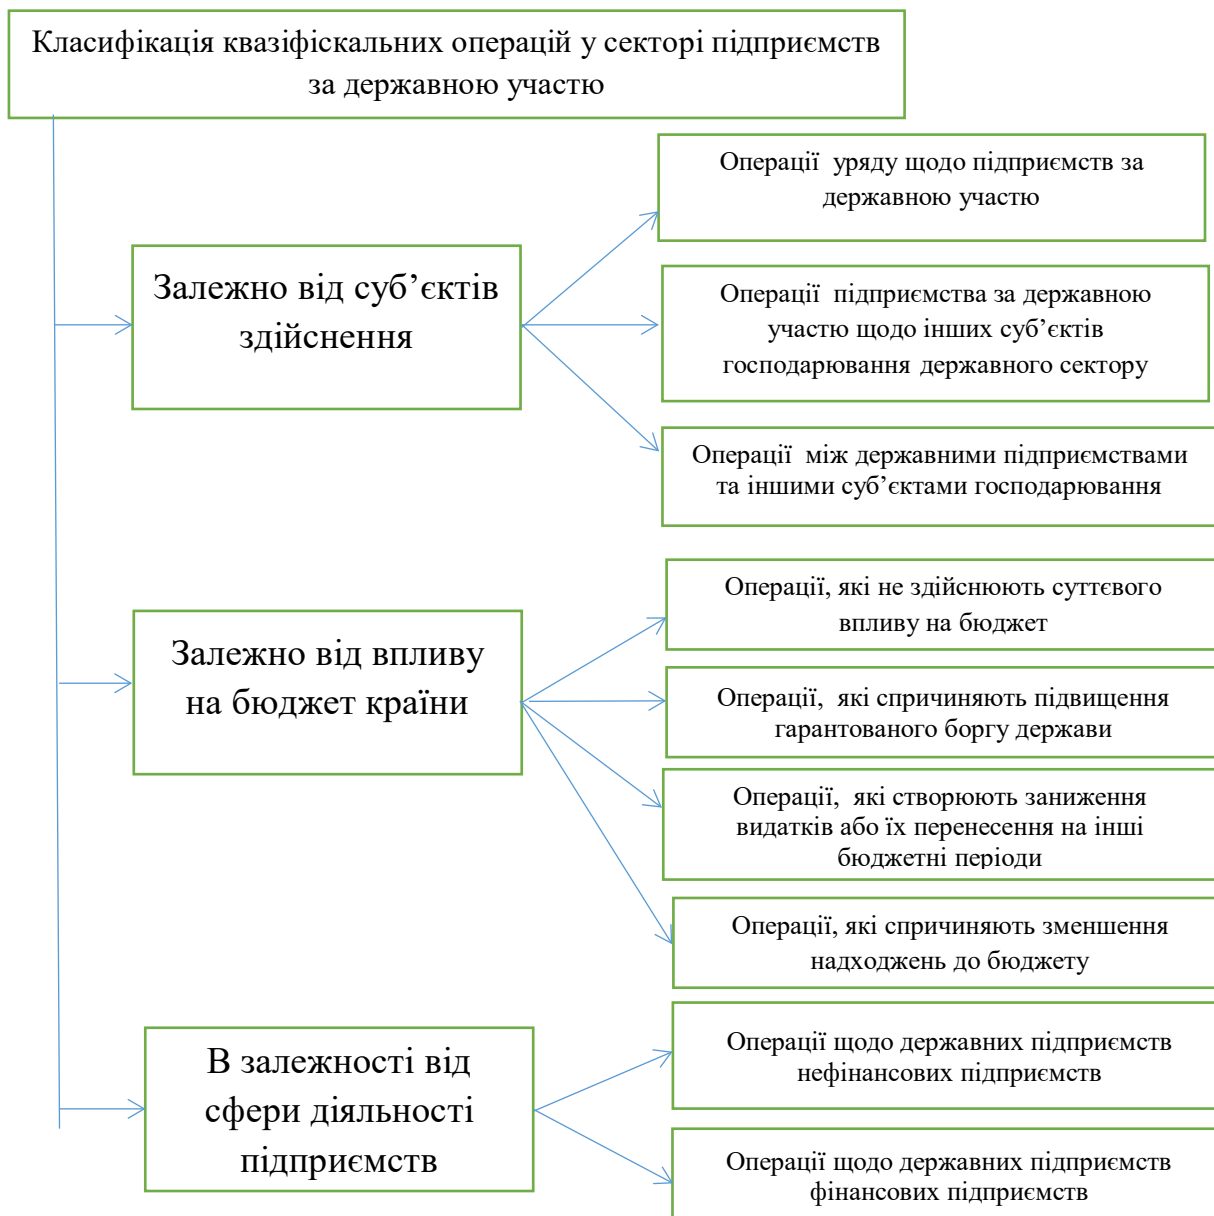 Класифікація квазіфіскальних операцій у секторі підприємств
за державною участю
Залежно від суб’єктів
здійснення
Операції уряду щодо підприємств за
державною участю
Операції підприємства за державною
участю щодо інших суб’єктів
господарювання державного сектору
Операції між державними підприємствами
та іншими суб’єктами господарювання
Залежно від впливу
на бюджет країни
Операції, які не здійснюють суттєвого
впливу на бюджет
Операції, які спричиняють підвищення
гарантованого боргу держави
Операції, які створюють заниження
видатків або їх перенесення на інші
бюджетні періоди
Операції, які спричиняють зменшення
надходжень до бюджету
В залежності від
сфери діяльності
підприємств
Операції щодо державних підприємств
нефінансових підприємств
Операції щодо державних підприємств
фінансових підприємств